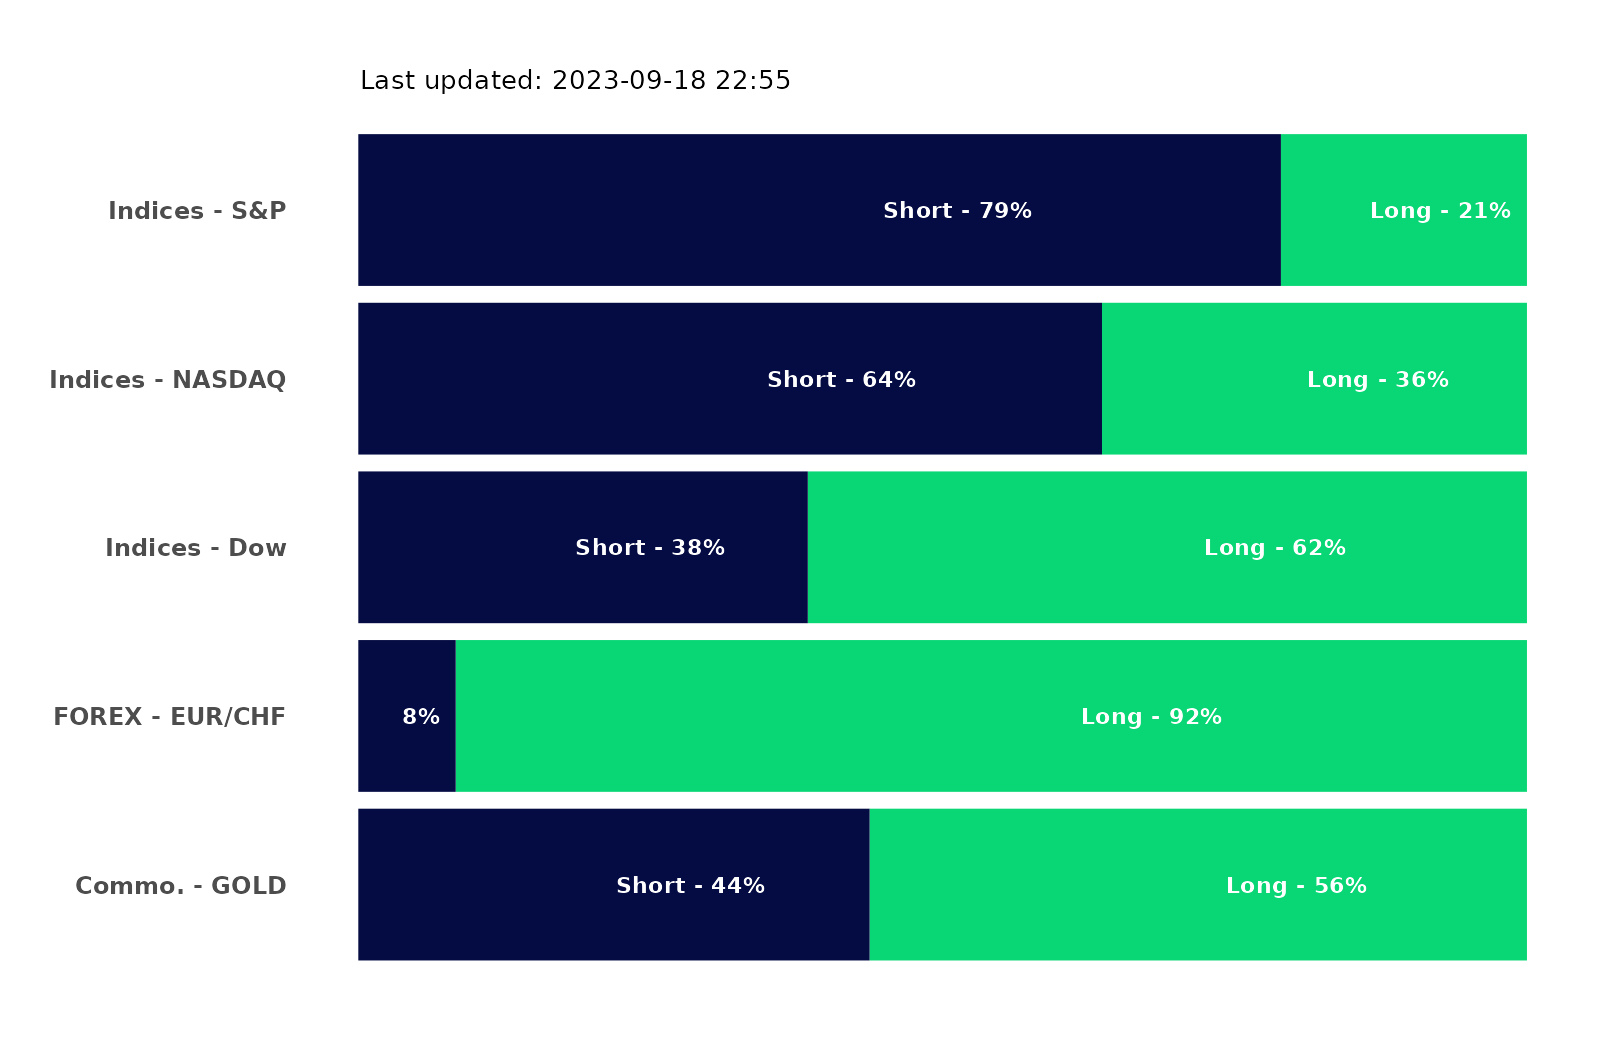 Last updated: 2023-09-18 22:55
Indices - S&P Short - 79% Long - 21%
Indices - NASDAQ Short - 64% Long - 36%
Indices - Dow Short - 38% Long - 62%
FOREX - EUR/CHF 8% Long - 92%
Commo. - GOLD Short - 44% Long - 56%